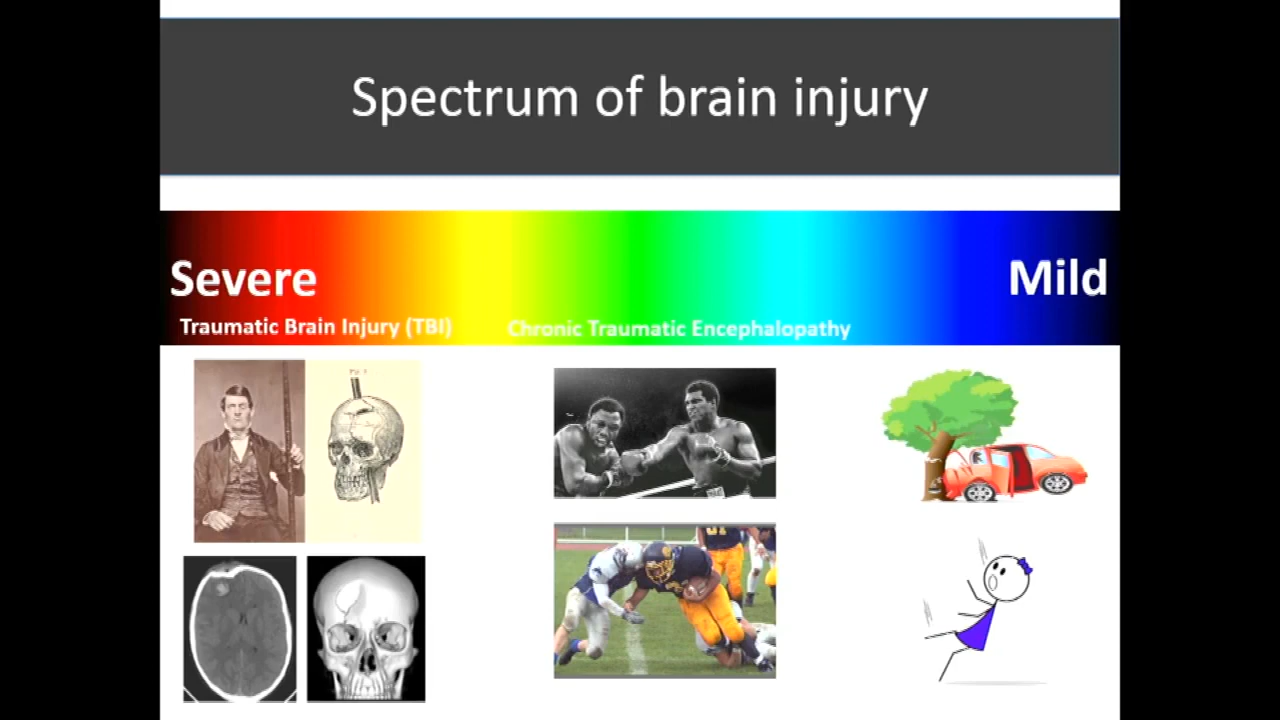 Spectrum of brain injury
Severe
Mild
Traumatic Brain Injury (TBI)
Chronic Traumatic Encephalopathy